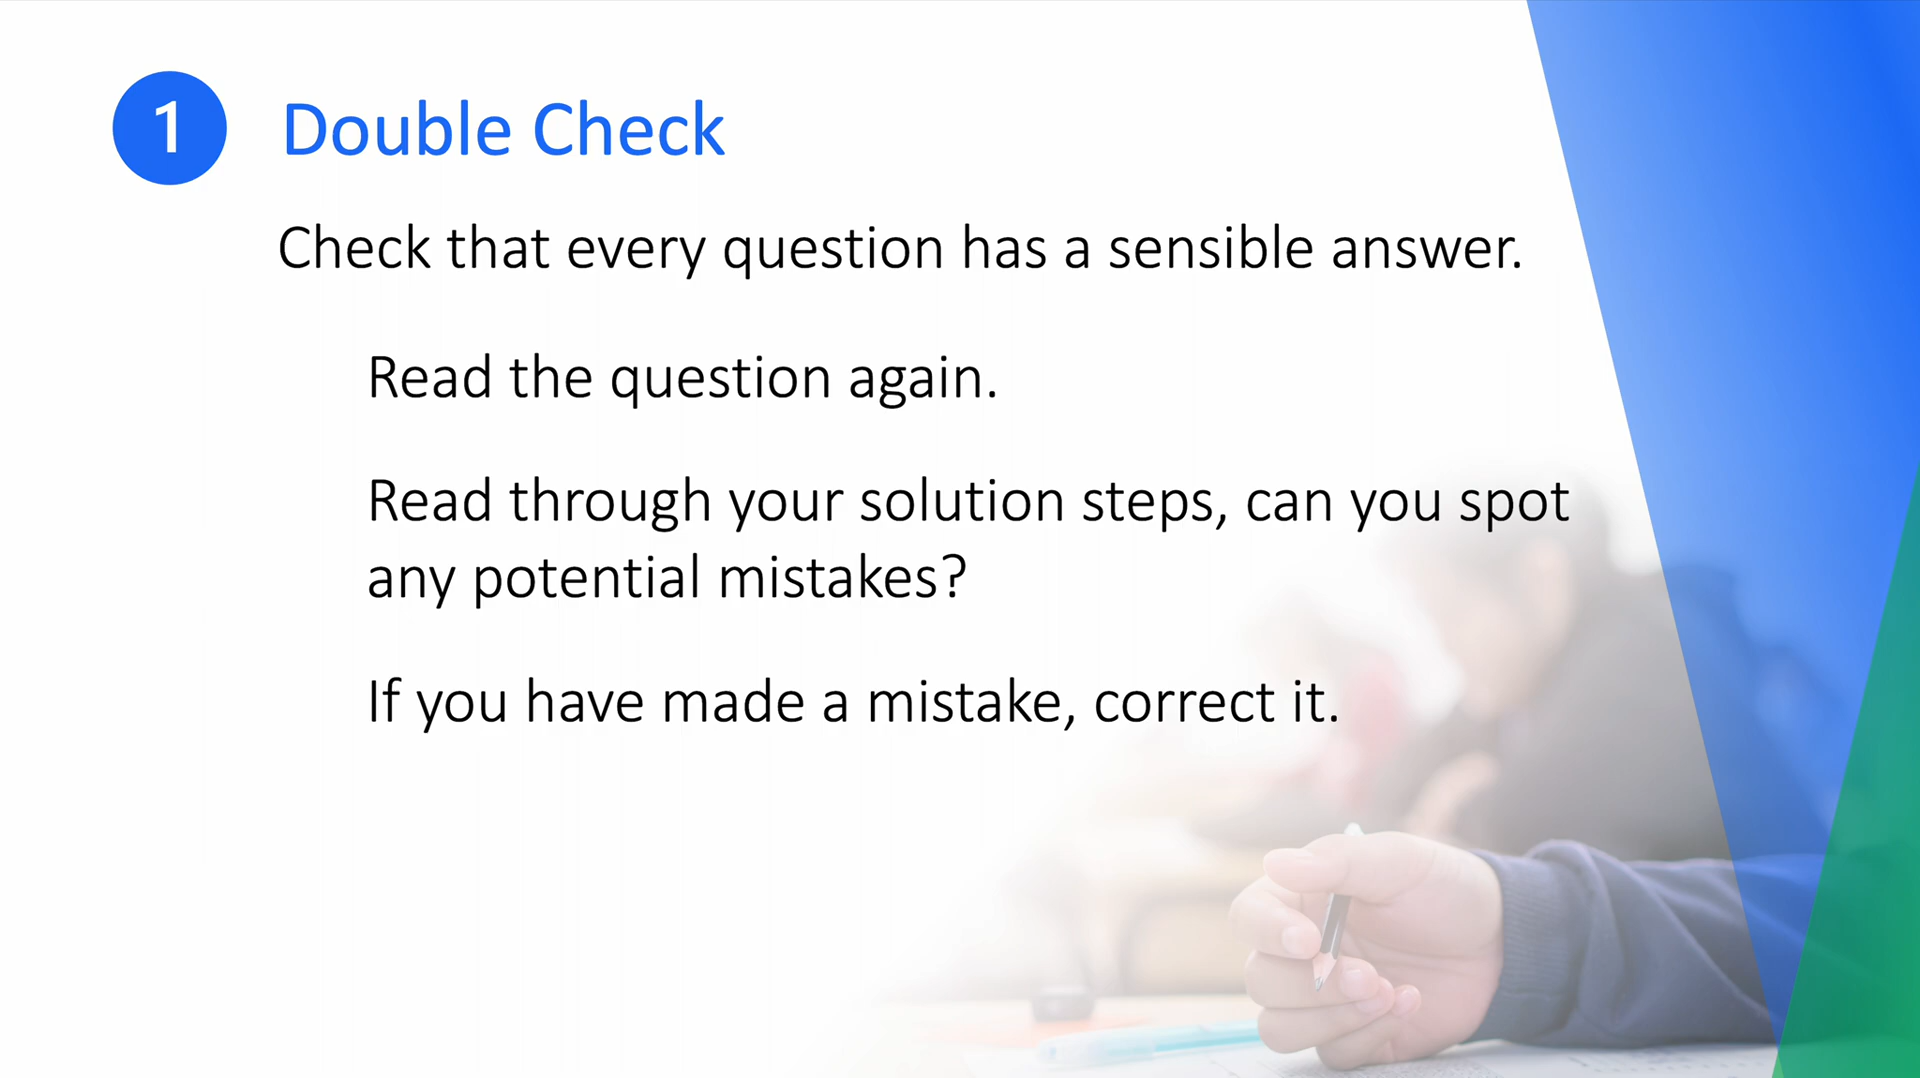 1
Double Check
Check that every question has a sensible answer.
Read the question again.
Read through your solution steps, can you spot
any potential mistakes?
If you have made a mistake, correct it.